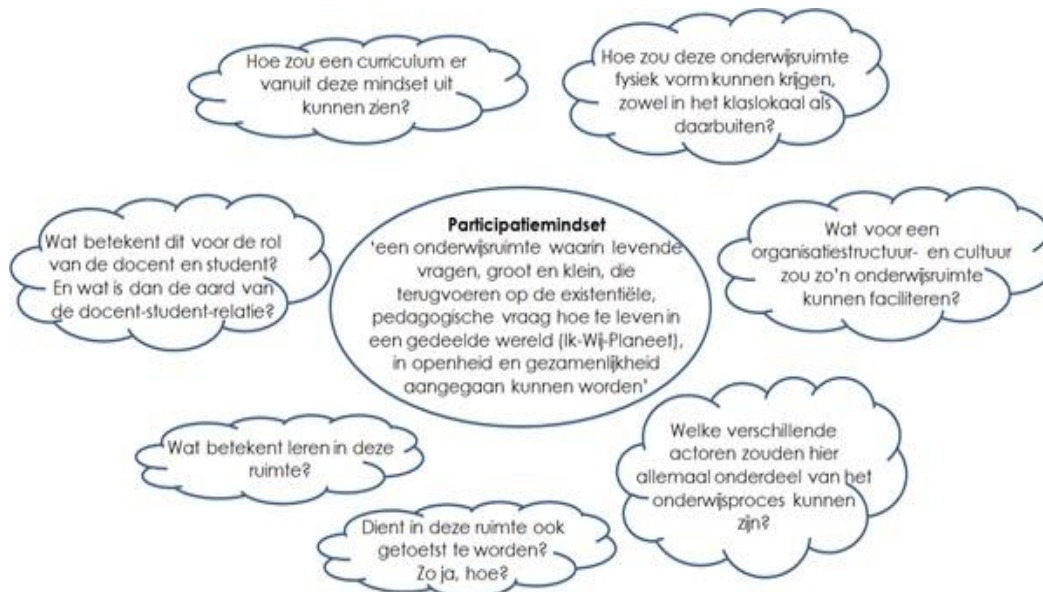 Hoe zou een curriculum er
vanuit deze mindset uit
kunnen zien?
Hoe zou deze onderwijsruimte
fysiek vorm kunnen krijgen,
zowel in het klaslokaal als
daarbuiten?
Wat betekent dit voor de rol
van de docent en student?
En wat is dan de aard van
de docent-student-relatie?
Participatiemindset
'een onderwijsruimte waarin levende
vragen, groot en klein, die
terugvoeren op de existentiële,
pedagogische vraag hoe te leven in
een gedeelde wereld (Ik-Wij-Planeet),
in openheid en gezamenlijkheid
aangegaan kunnen worden'
Wat voor een
organisatiestructuur- en cultuur
zou zo'n onderwijsruimte
kunnen faciliteren?
Wat betekent leren in deze
ruimte?
Dient in deze ruimte ook
getoetst te worden?
Zo ja, hoe?
Welke verschillende
actoren zouden hier
allemaal onderdeel van het
onderwijsproces kunnen
zijn?